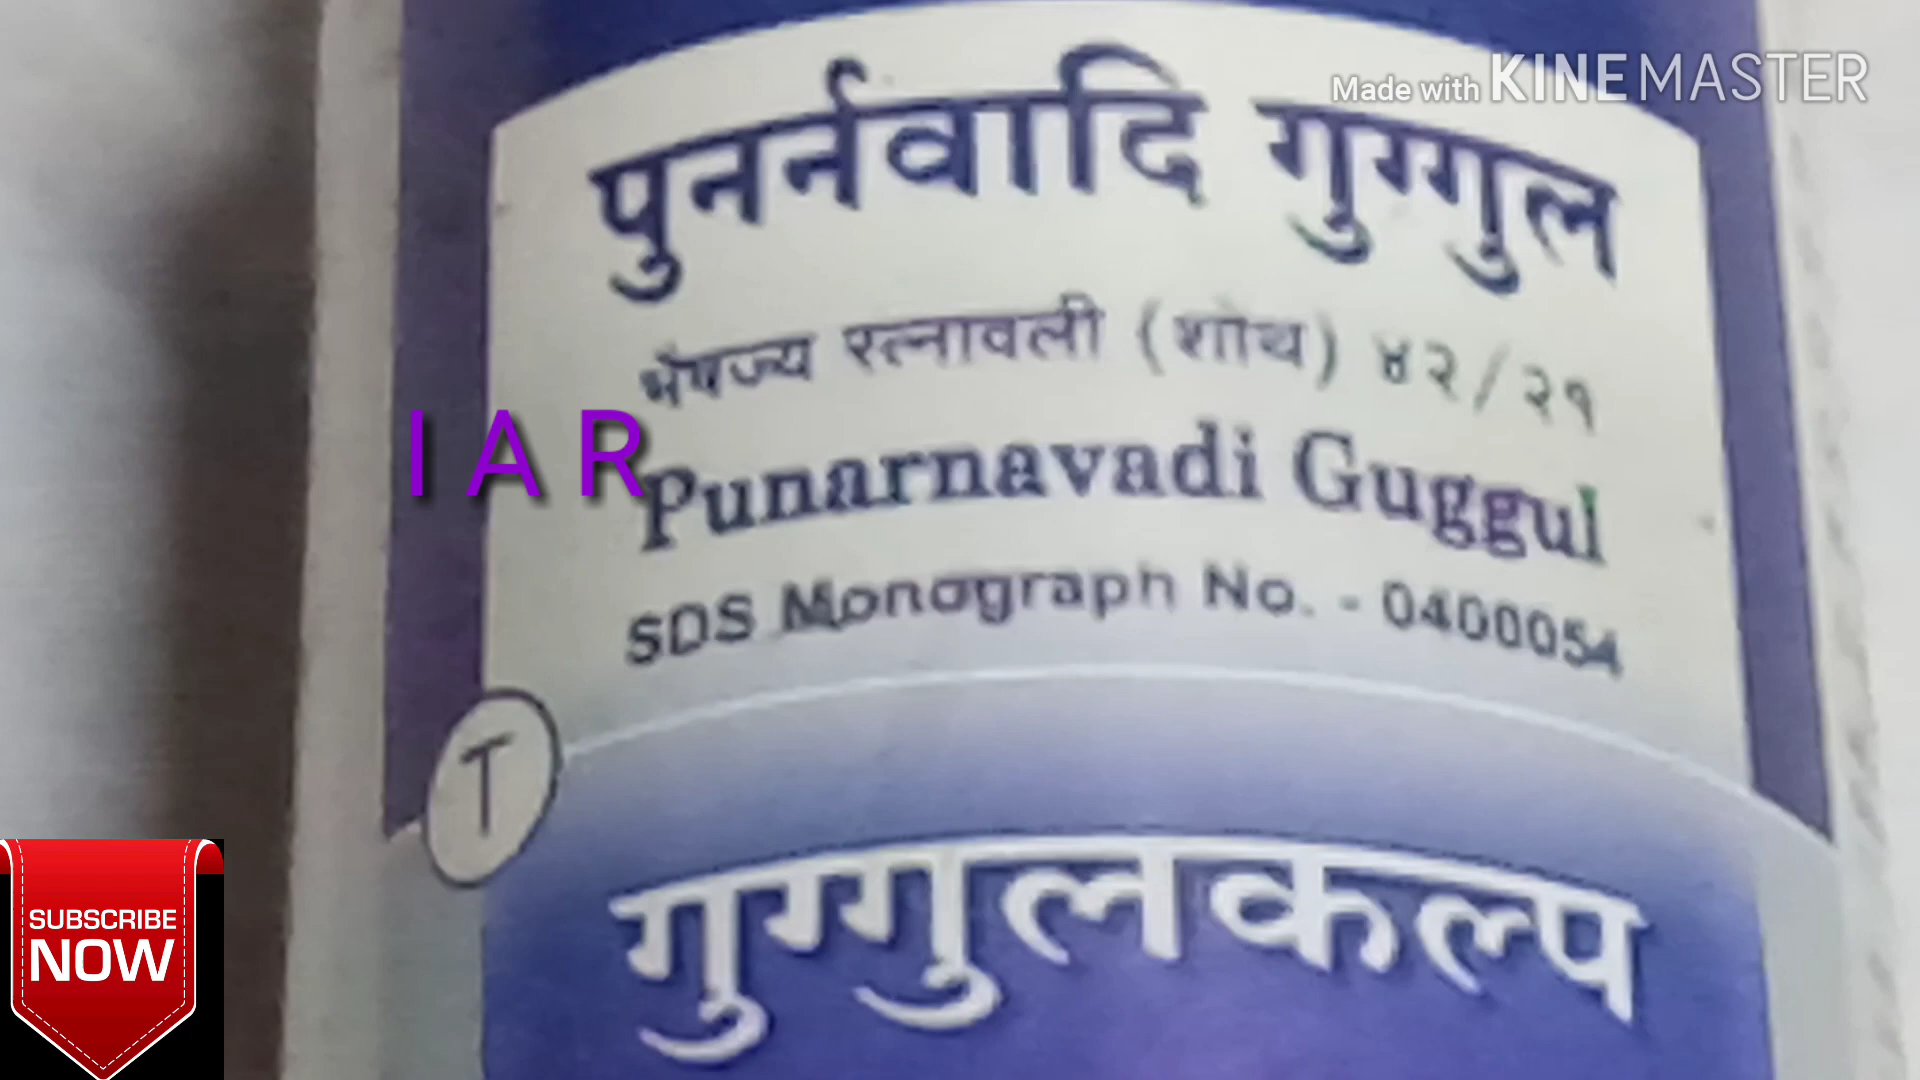 Made with KINEMASTER
पुनर्नवादि गुग्गुल
भैषज्य रत्नावली (शोथ) ४२/२१
I A R
Punarnavadi Guggul
SDS Monograph No. - 0400054
T
गुग्गुलकल्प
SUBSCRIBE
NOW